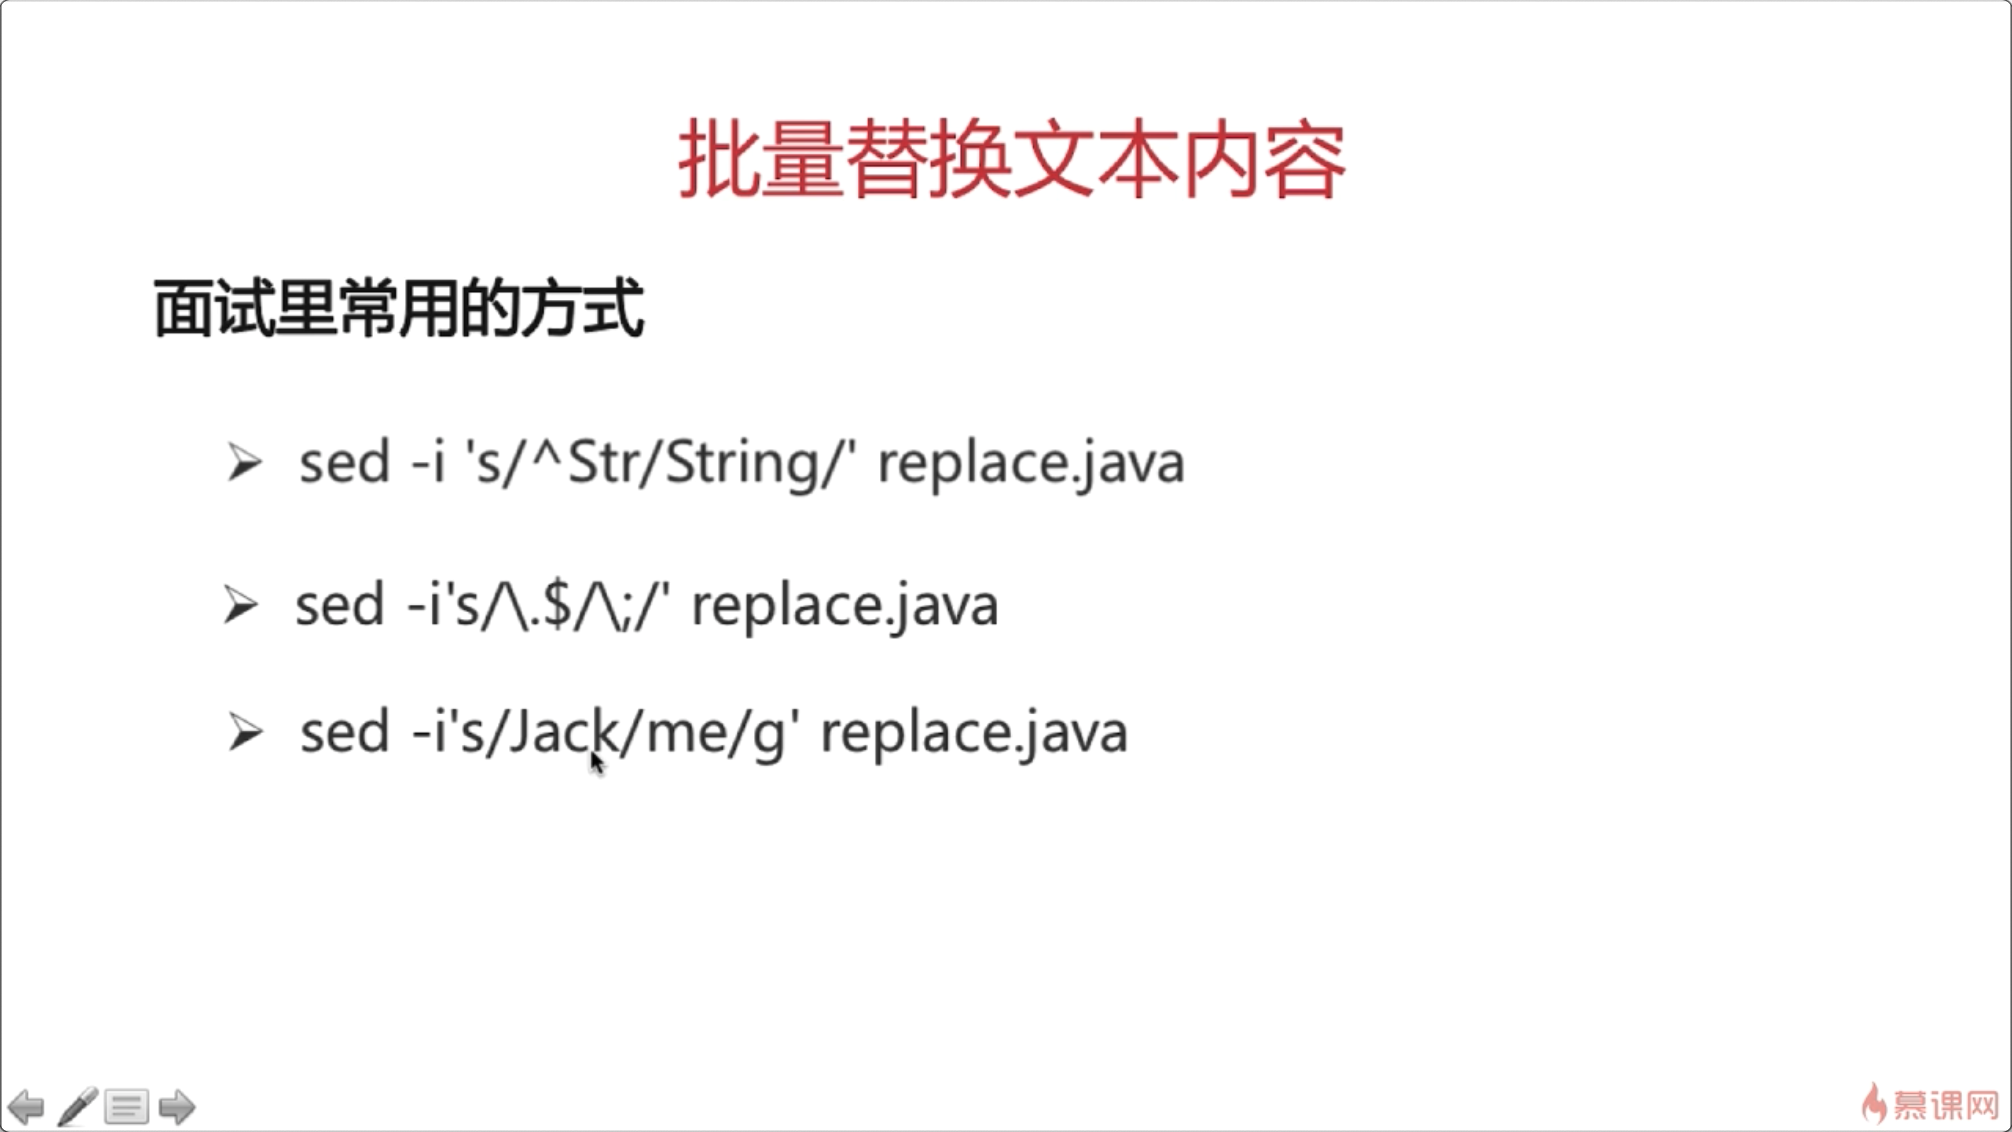 批量替换文本内容
面试里常用的方式
➢ sed -i 's/^Str/String/' replace.java
➢ sed -i's/\.$/\;/' replace.java
➢ sed -i's/Jack/me/g' replace.java
慕课网